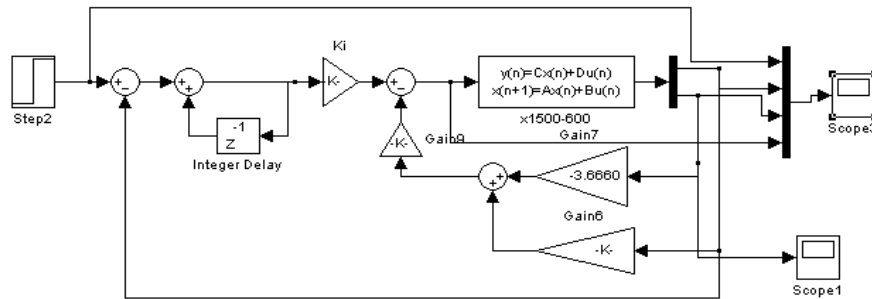 Ki
K-
y(n)=Cx(n)+Du(n)
x(n+1)=Ax(n)+Bu(n)
Step2
-1
Z
Integer Delay
x1500-600
Scope3
Gain9
Gain7
-K-
-3.6660
Gain6
-K-
Scope1